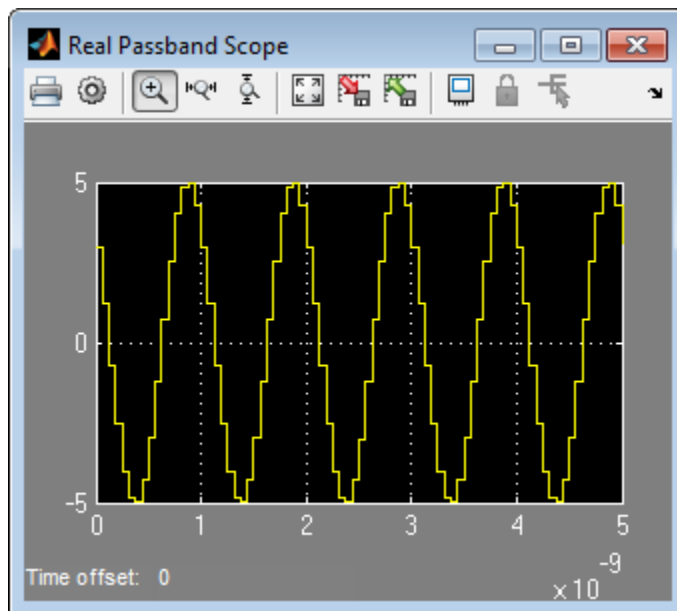 Real Passband Scope
5
0
-5
0 1 2 3 4 5
x 10 -9
Time offset: 0